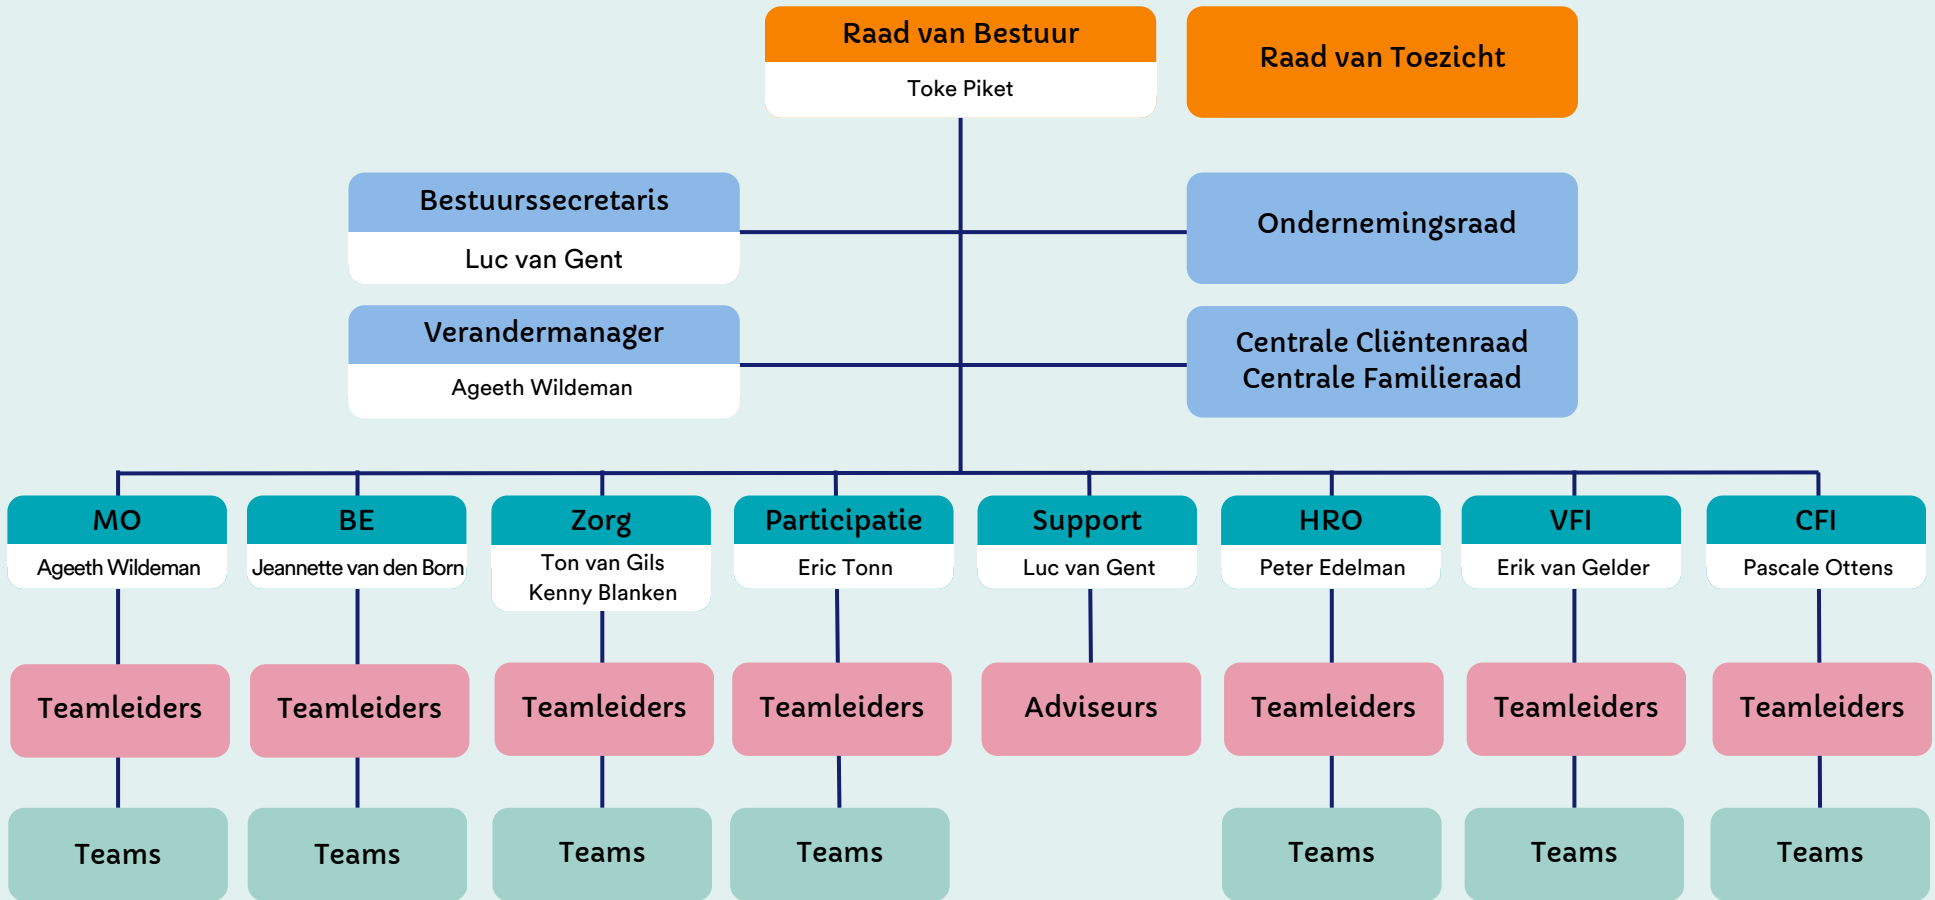 Raad van Bestuur
Toke Piket
Raad van Toezicht
Bestuurssecretaris
Luc van Gent
Ondernemingsraad
Verandermanager
Ageeth Wildeman
Centrale Cliëntenraad
Centrale Familieraad
MO
Ageeth Wildeman
BE
Jeannette van den Born
Zorg
Ton van Gils
Kenny Blanken
Participatie
Eric Tonn
Support
Luc van Gent
HRO
Peter Edelman
VFI
Erik van Gelder
CFI
Pascale Ottens
Teamleiders
Teamleiders
Teamleiders
Teamleiders
Adviseurs
Teamleiders
Teamleiders
Teamleiders
Teams
Teams
Teams
Teams
Teams
Teams
Teams